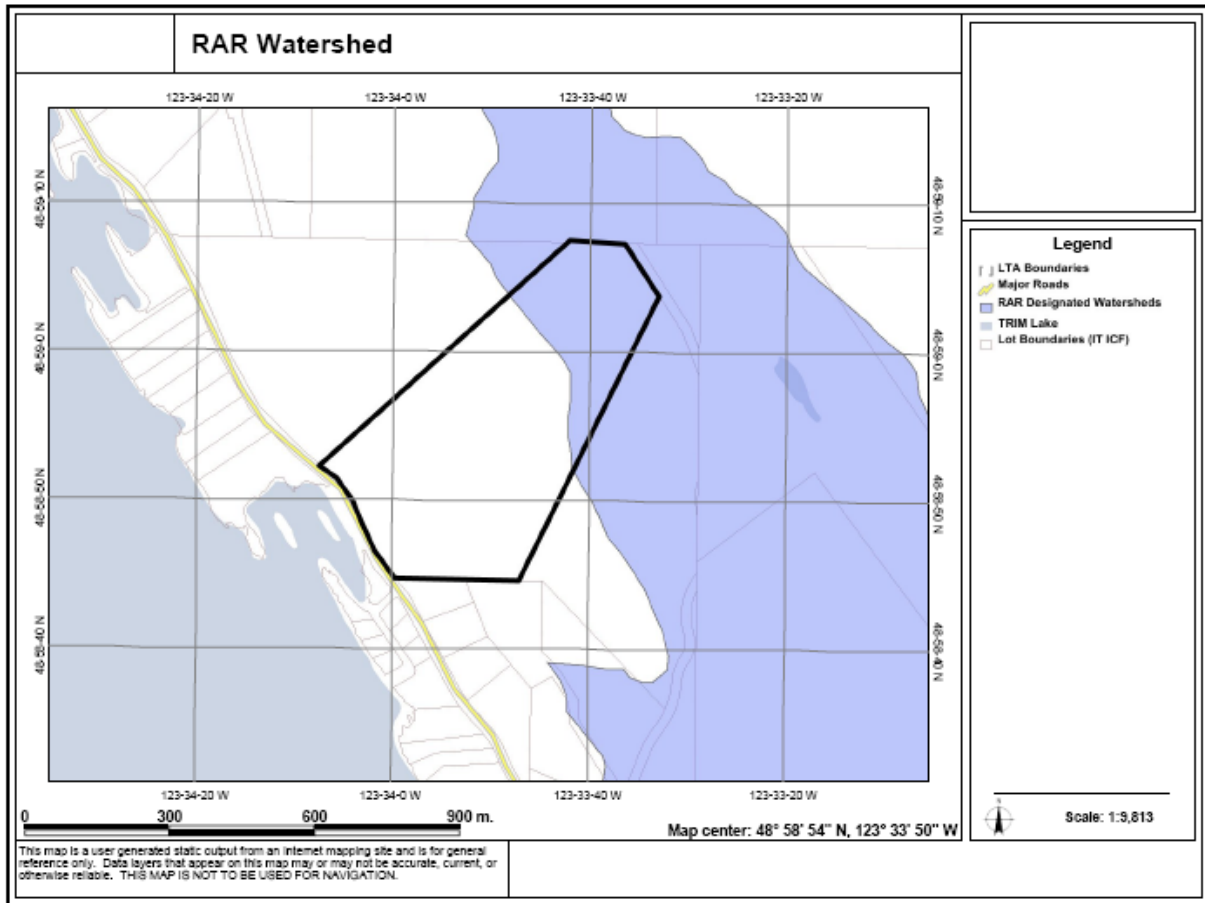 RAR Watershed
123-34-20 W 123-34-0 W 123-33-40 W 123-33-20 W
48-59-10 N 48-59-10 N
48-59-0 N 48-59-0 N
48-58-50 N 48-58-50 N
48-58-40 N 48-58-40 N
123-34-20 W 123-34-0 W 123-33-40 W 123-33-20 W
0 300 600 900 m.
Map center: 48° 58' 54" N, 123° 33' 50" W
This map is a user generated static output from an Internet mapping site and is for general
reference only. Data layers that appear on this map may or may not be accurate, current, or
otherwise reliable. THIS MAP IS NOT TO BE USED FOR NAVIGATION.
Legend
LTA Boundaries
Major Roads
RAR Designated Watersheds
TRIM Lake
Lot Boundaries (IT ICF)
N
Scale: 1:9,813